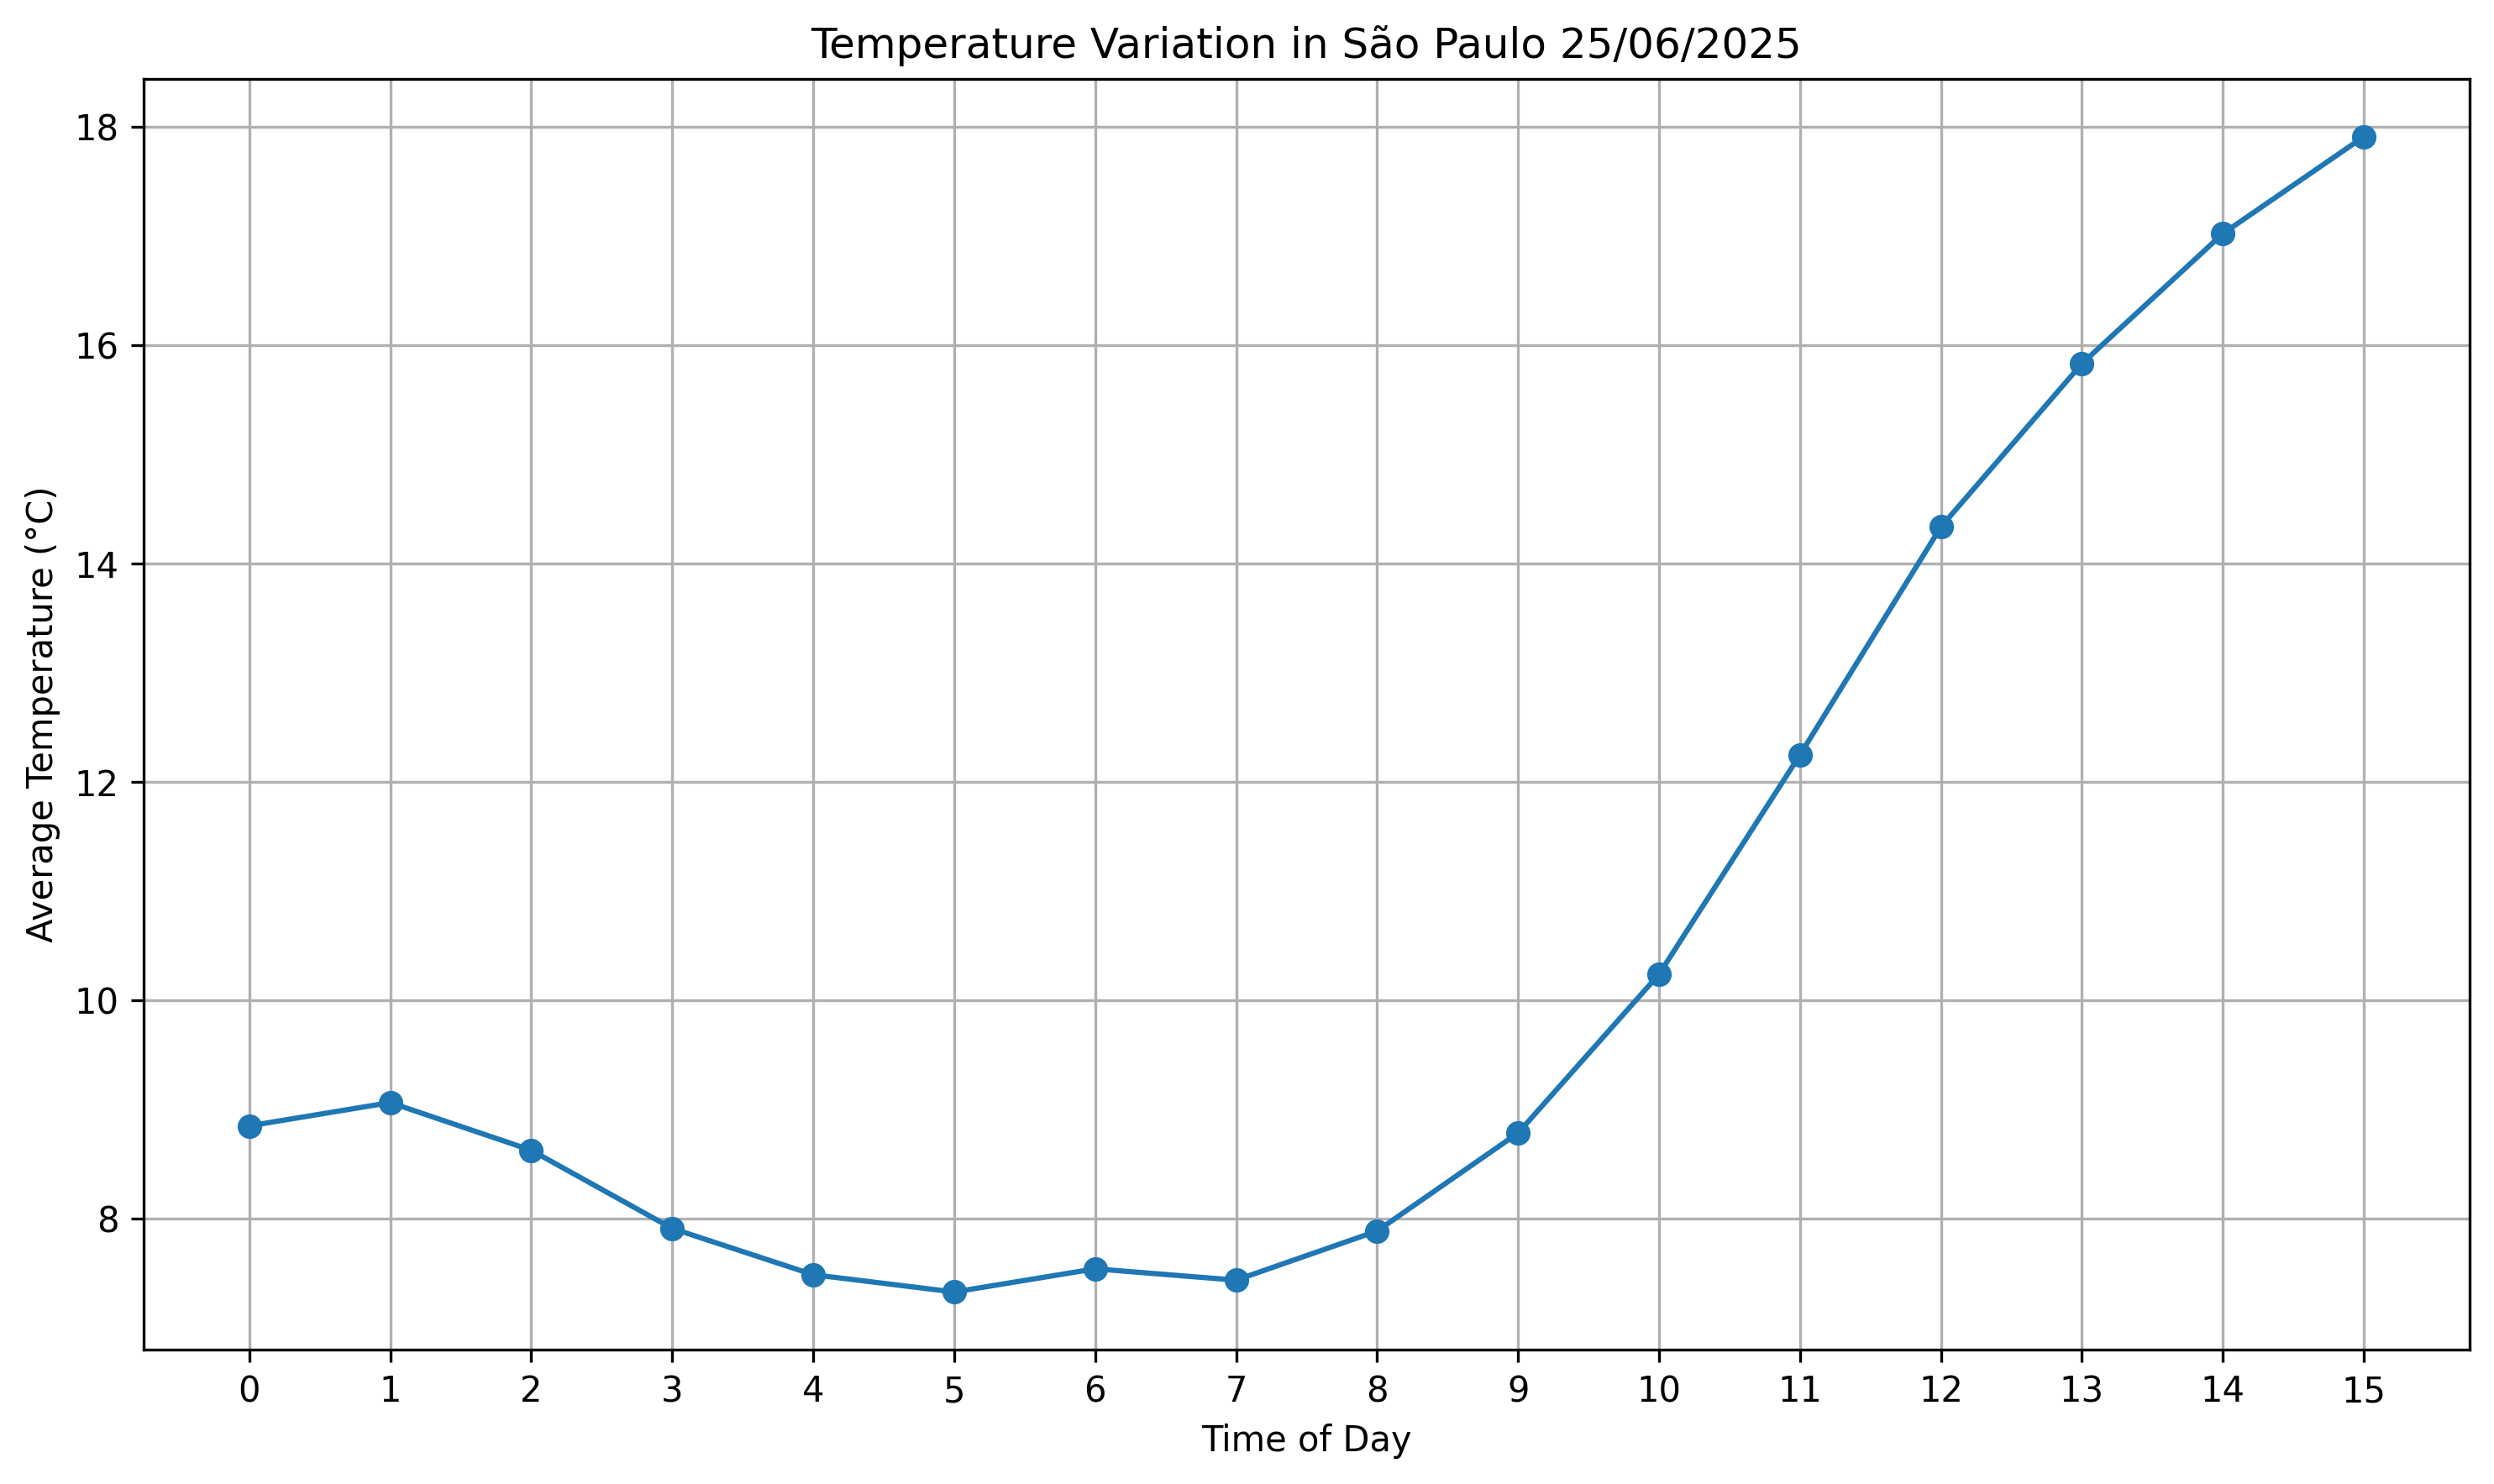 Temperature Variation in São Paulo 25/06/2025
18
16
14
12
10
8
Average Temperature (°C)
0 1 2 3 4 5 6 7 8 9 10 11 12 13 14 15
Time of Day